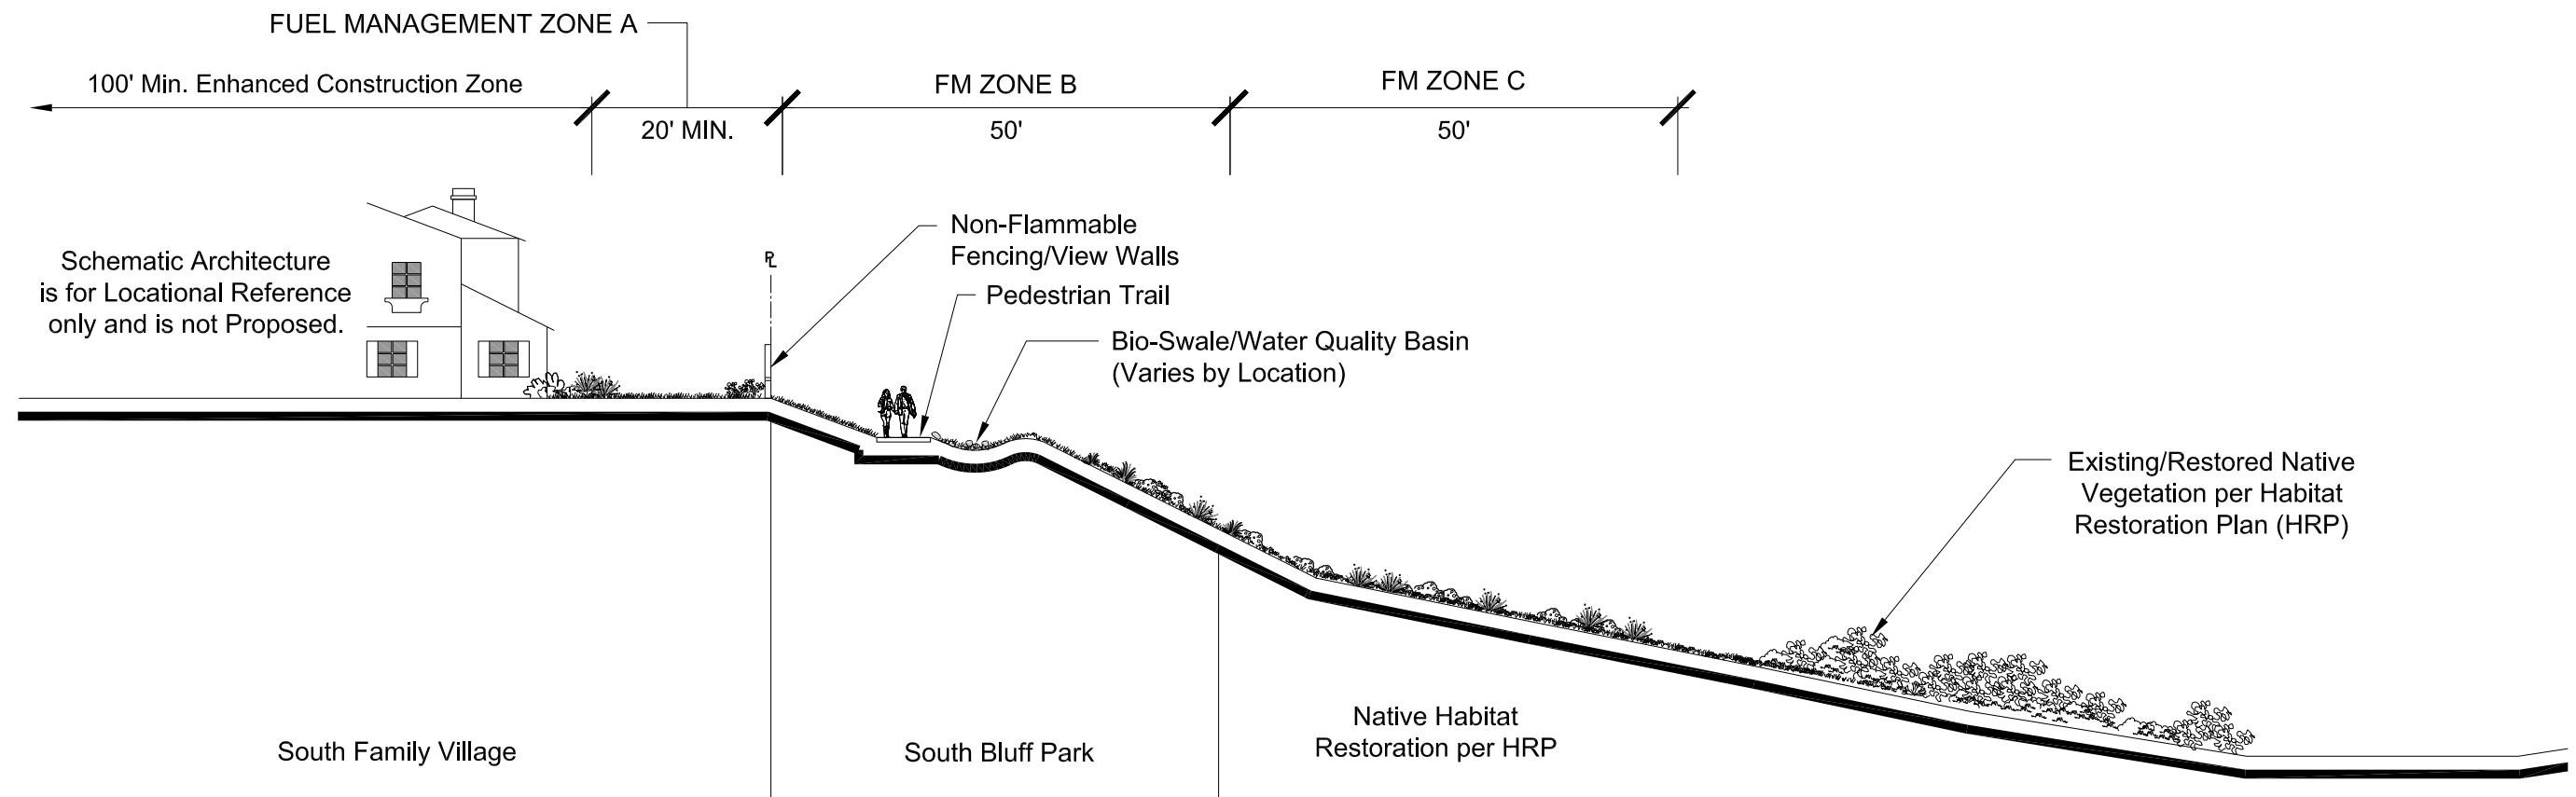 FUEL MANAGEMENT ZONE A
100' Min. Enhanced Construction Zone
FM ZONE B
FM ZONE C
20' MIN.
50'
50'
Schematic Architecture
is for Locational Reference
only and is not Proposed.
PL
Non-Flammable
Fencing/View Walls
Pedestrian Trail
Bio-Swale/Water Quality Basin
(Varies by Location)
Existing/Restored Native
Vegetation per Habitat
Restoration Plan (HRP)
South Family Village
South Bluff Park
Native Habitat
Restoration per HRP